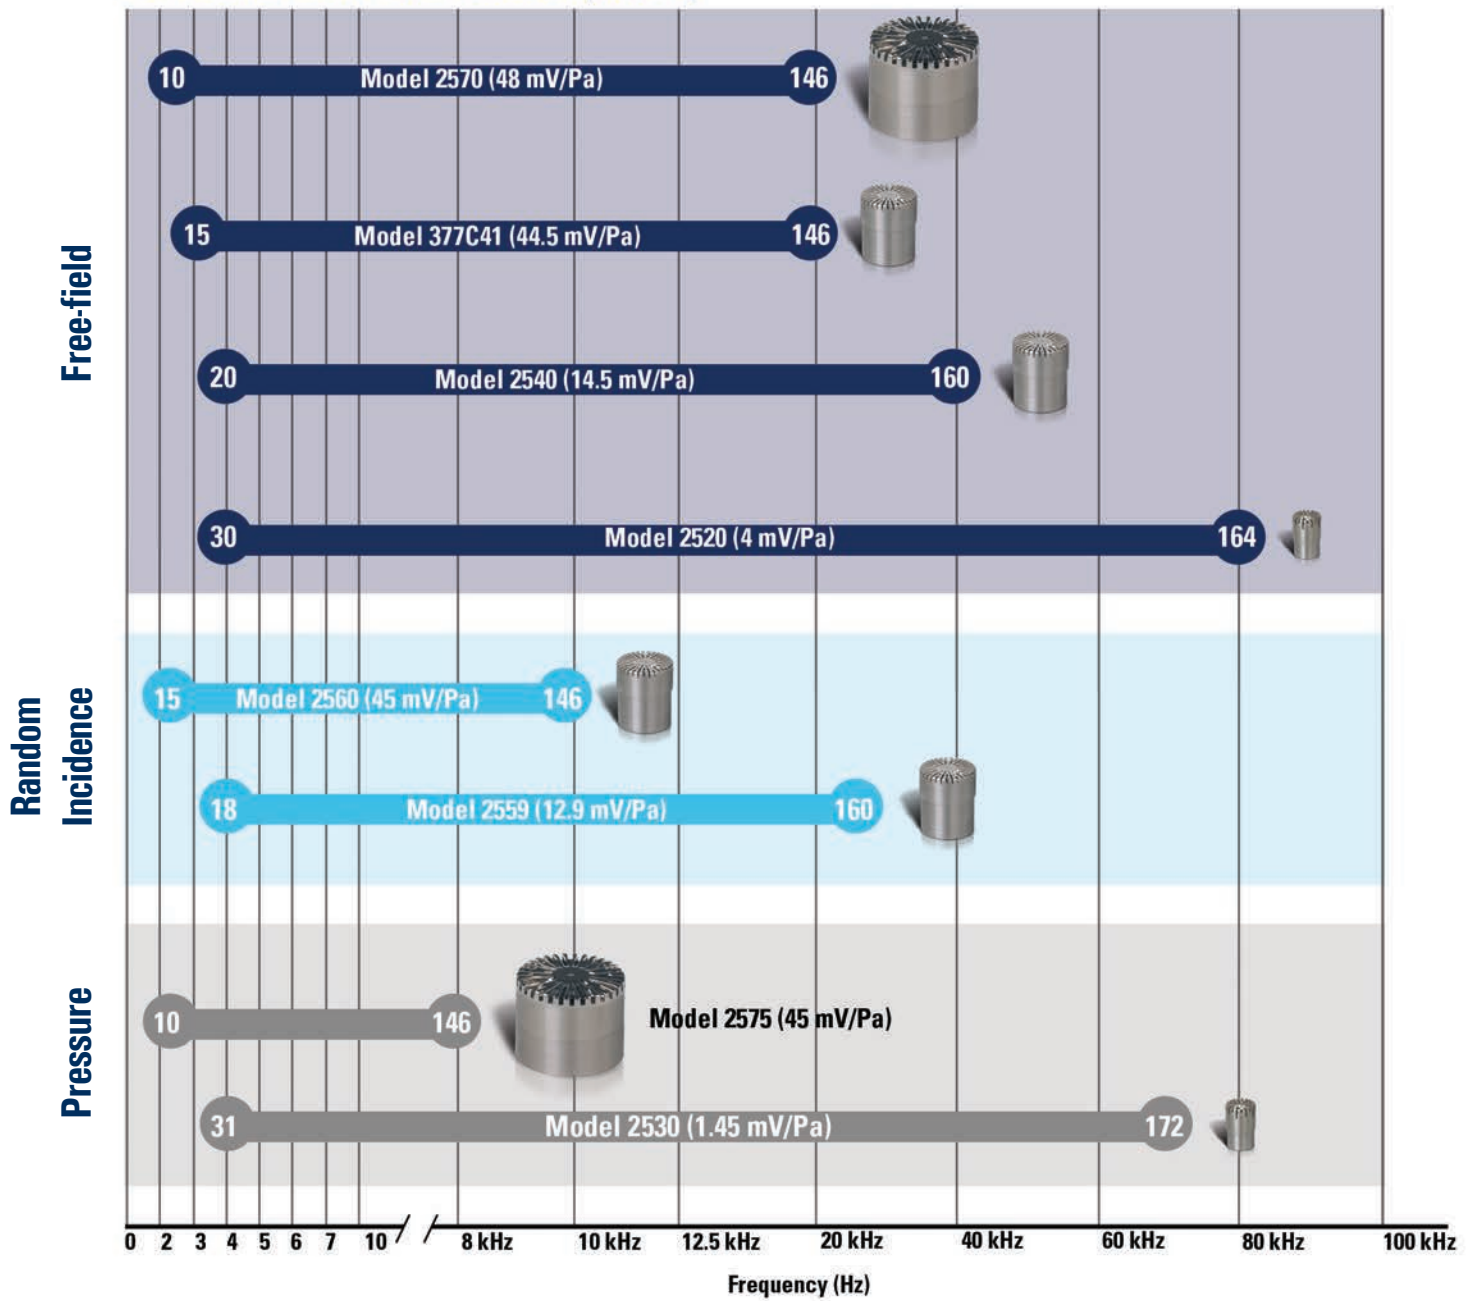 Free-field
10 Model 2570 (48 mV/Pa) 146
15 Model 377C41 (44.5 mV/Pa) 146
20 Model 2540 (14.5 mV/Pa) 160
30 Model 2520 (4 mV/Pa) 164
Random
Incidence
15 Model 2560 (45 mV/Pa) 146
18 Model 2559 (12.9 mV/Pa) 160
Pressure
10 146 Model 2575 (45 mV/Pa)
31 Model 2530 (1.45 mV/Pa) 172
0 2 3 4 5 6 7 10 8 kHz 10 kHz 12.5 kHz 20 kHz 40 kHz 60 kHz 80 kHz 100 kHz
Frequency (Hz)